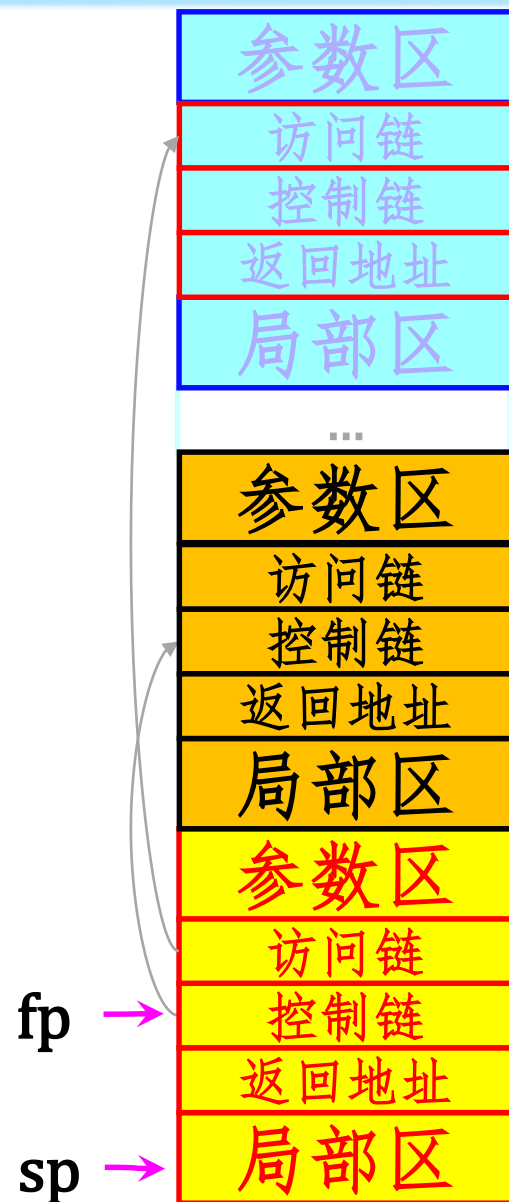 参数区
访问链
控制链
返回地址
局部区
...
参数区
访问链
控制链
返回地址
局部区
参数区
访问链
fp
控制链
返回地址
sp
局部区